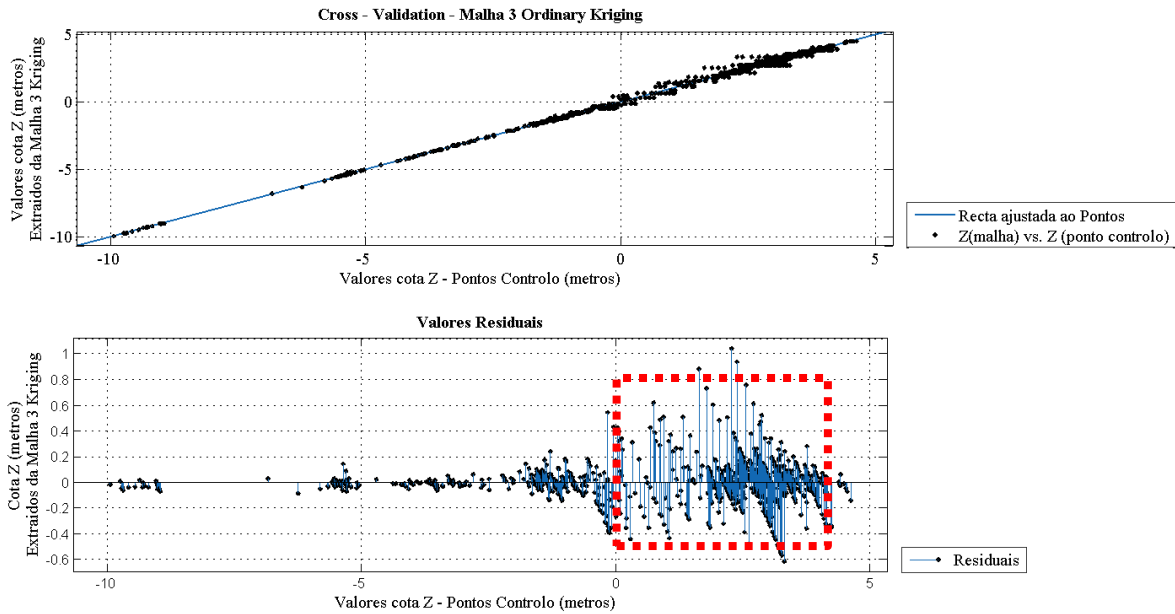 Cross - Validation - Malha 3 Ordinary Kriging
Valores cota Z (metros)
Extraidos da Malha 3 Kriging
5
0
-5
-10
-10
-5
0
5
Valores cota Z - Pontos Controlo (metros)
Recta ajustada ao Pontos
Z(malha) vs. Z (ponto controlo)
Valores Residuais
Cota Z (metros)
Extraidos da Malha 3 Kriging
1
0.8
0.6
0.4
0.2
0
-0.2
-0.4
-0.6
-10
-5
0
5
Valores cota Z - Pontos Controlo (metros)
Residuais